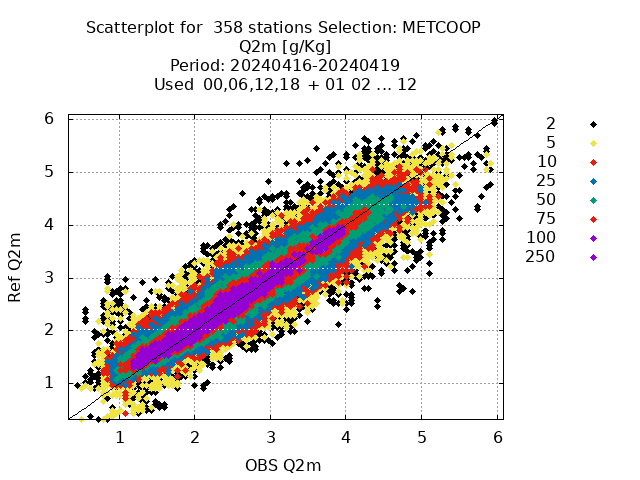 Scatterplot for  358 stations Selection: METCOOP
Q2m [g/Kg]
Period: 20240416-20240419
Used  00,06,12,18 + 01 02 ... 12
6
5
4
3
2
1
Ref Q2m
1 2 3 4 5 6
OBS Q2m
2
5
10
25
50
75
100
250